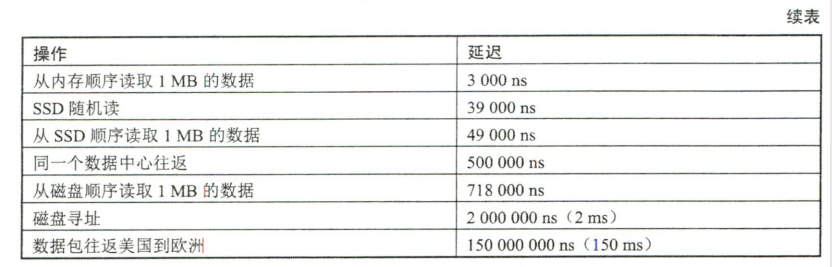 续表
操作 延迟
从内存顺序读取 1 MB 的数据 3 000 ns
SSD 随机读 39 000 ns
从 SSD 顺序读取 1 MB 的数据 49 000 ns
同一个数据中心往返 500 000 ns
从磁盘顺序读取 1 MB 的数据 718 000 ns
磁盘寻址 2 000 000 ns（2 ms）
数据包往返美国到欧洲 150 000 000 ns（150 ms）